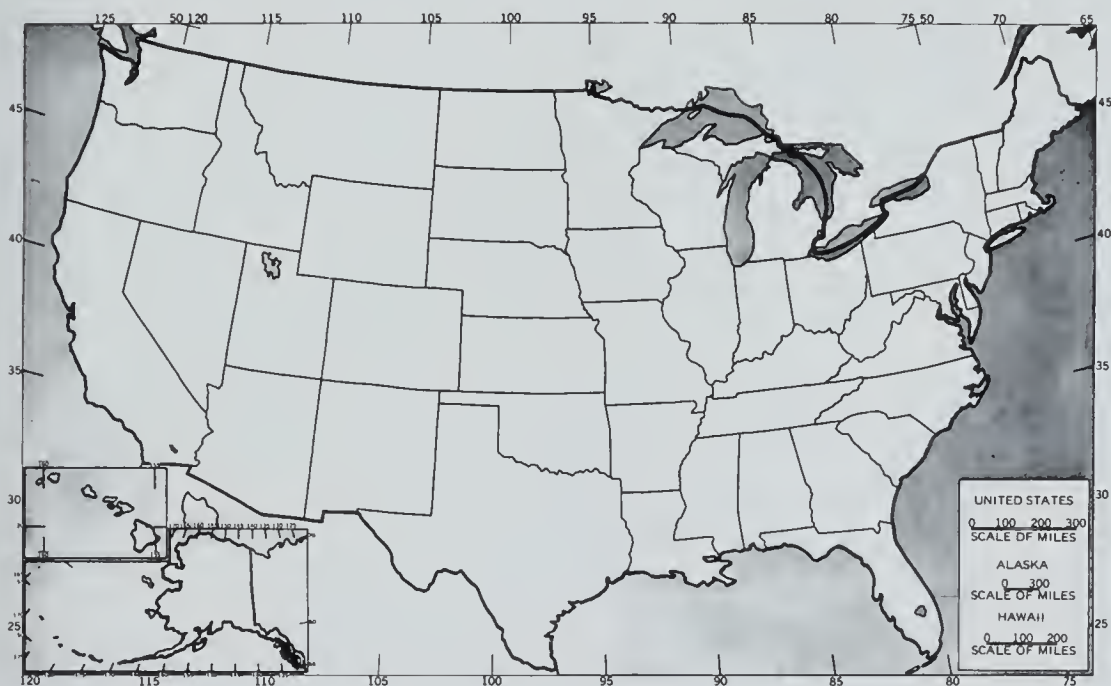 125 50 120 115 110 105 100 95 90 85 80 75 50 70 65
45 45
40 40
35 35
30 30
25 25
120 115 110 105 100 95 90 85 80 75
UNITED STATES
0 100 200 300
SCALE OF MILES
ALASKA
0 300
SCALE OF MILES
HAWAII
0 100 200
SCALE OF MILES